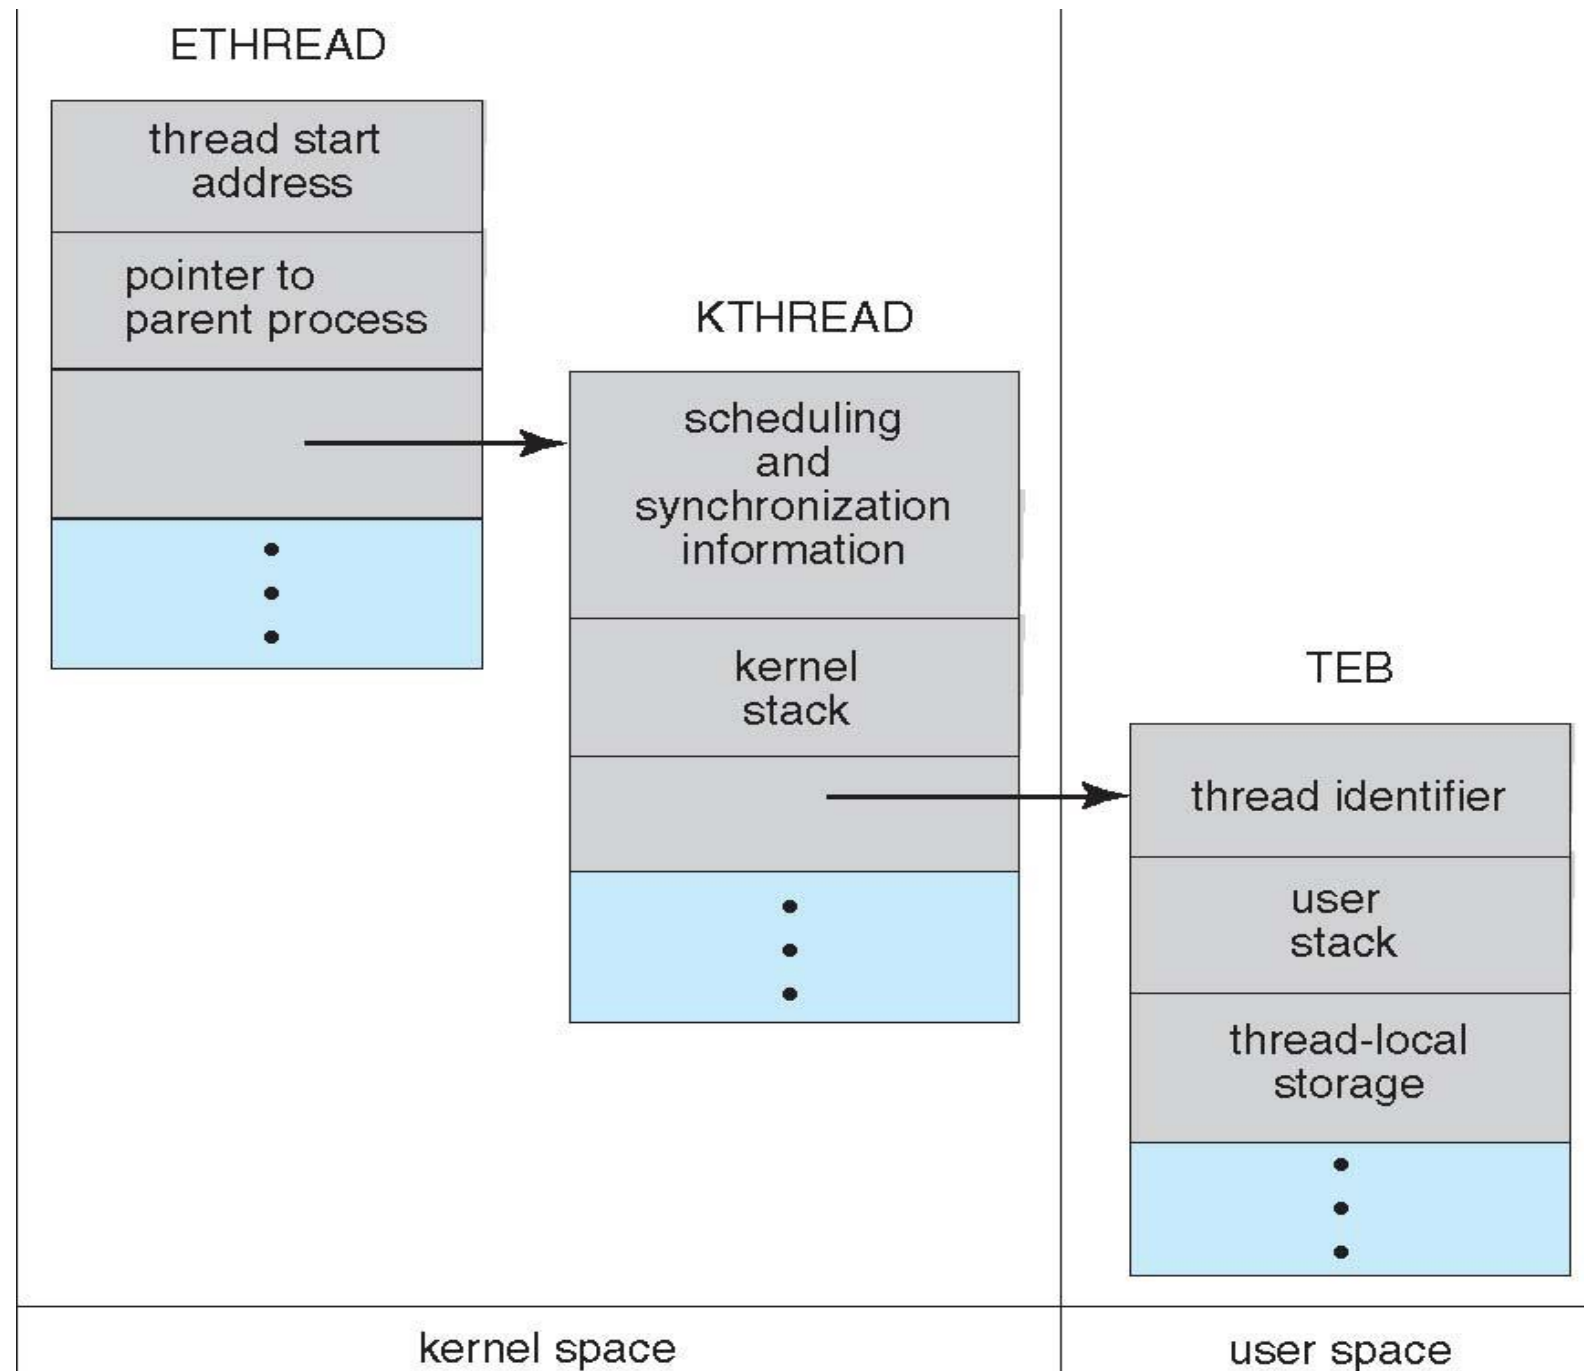 ETHREAD
thread start
address
pointer to
parent process
KTHREAD
scheduling
and
synchronization
information
kernel
stack
TEB
thread identifier
user
stack
thread-local
storage
kernel space
user space